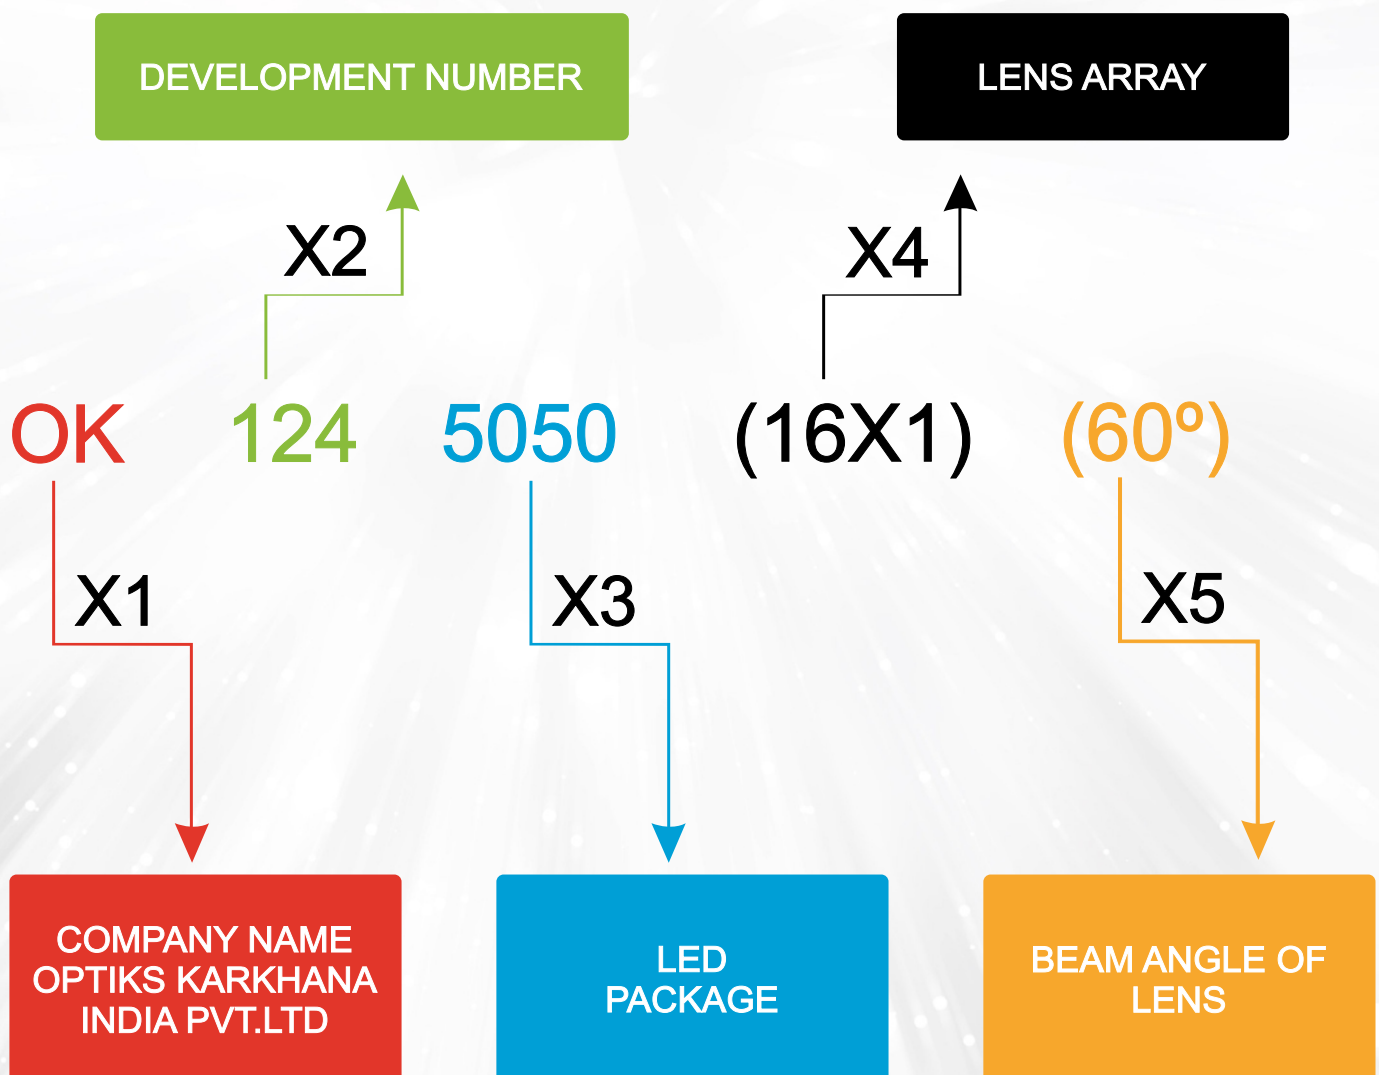 DEVELOPMENT NUMBER
LENS ARRAY
X2
X4
OK 124 5050 (16X1) (60º)
X1
X3
X5
COMPANY NAME
OPTIKS KARKHANA
INDIA PVT.LTD
LED
PACKAGE
BEAM ANGLE OF
LENS